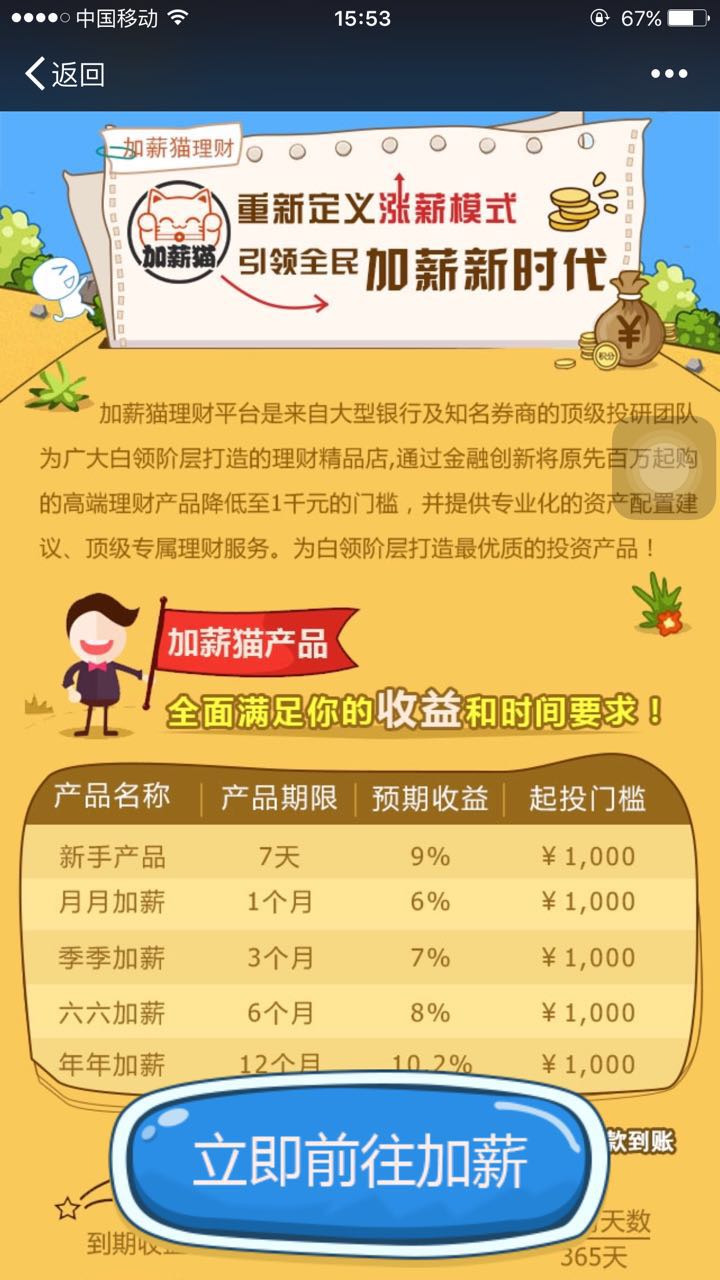 中国移动 15:53 67%
返回
加薪猫理财
加薪猫
重新定义涨薪模式
引领全民加薪新时代
¥
积分
加薪猫理财平台是来自大型银行及知名券商的顶级投研团队
为广大白领阶层打造的理财精品店,通过金融创新将原先百万起购
的高端理财产品降低至1千元的门槛，并提供专业化的资产配置建
议、顶级专属理财服务。为白领阶层打造最优质的投资产品！
加薪猫产品
全面满足你的收益和时间要求！
产品名称 产品期限 预期收益 起投门槛
新手产品 7天 9% ¥1,000
月月加薪 1个月 6% ¥1,000
季季加薪 3个月 7% ¥1,000
六六加薪 6个月 8% ¥1,000
年年加薪 12个月 10.2% ¥1,000
款到账
立即前往加薪
天数
到期收益
365天